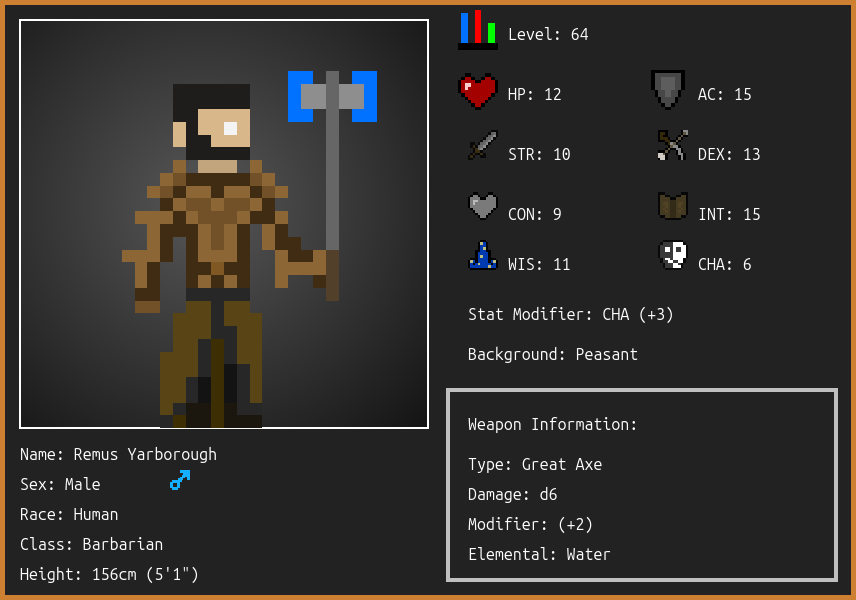 Level: 64
HP: 12
AC: 15
STR: 10
DEX: 13
CON: 9
INT: 15
WIS: 11
CHA: 6
Stat Modifier: CHA (+3)
Background: Peasant
Weapon Information:
Type: Great Axe
Damage: d6
Modifier: (+2)
Elemental: Water
Name: Remus Yarborough
Sex: Male
Race: Human
Class: Barbarian
Height: 156cm (5'1")